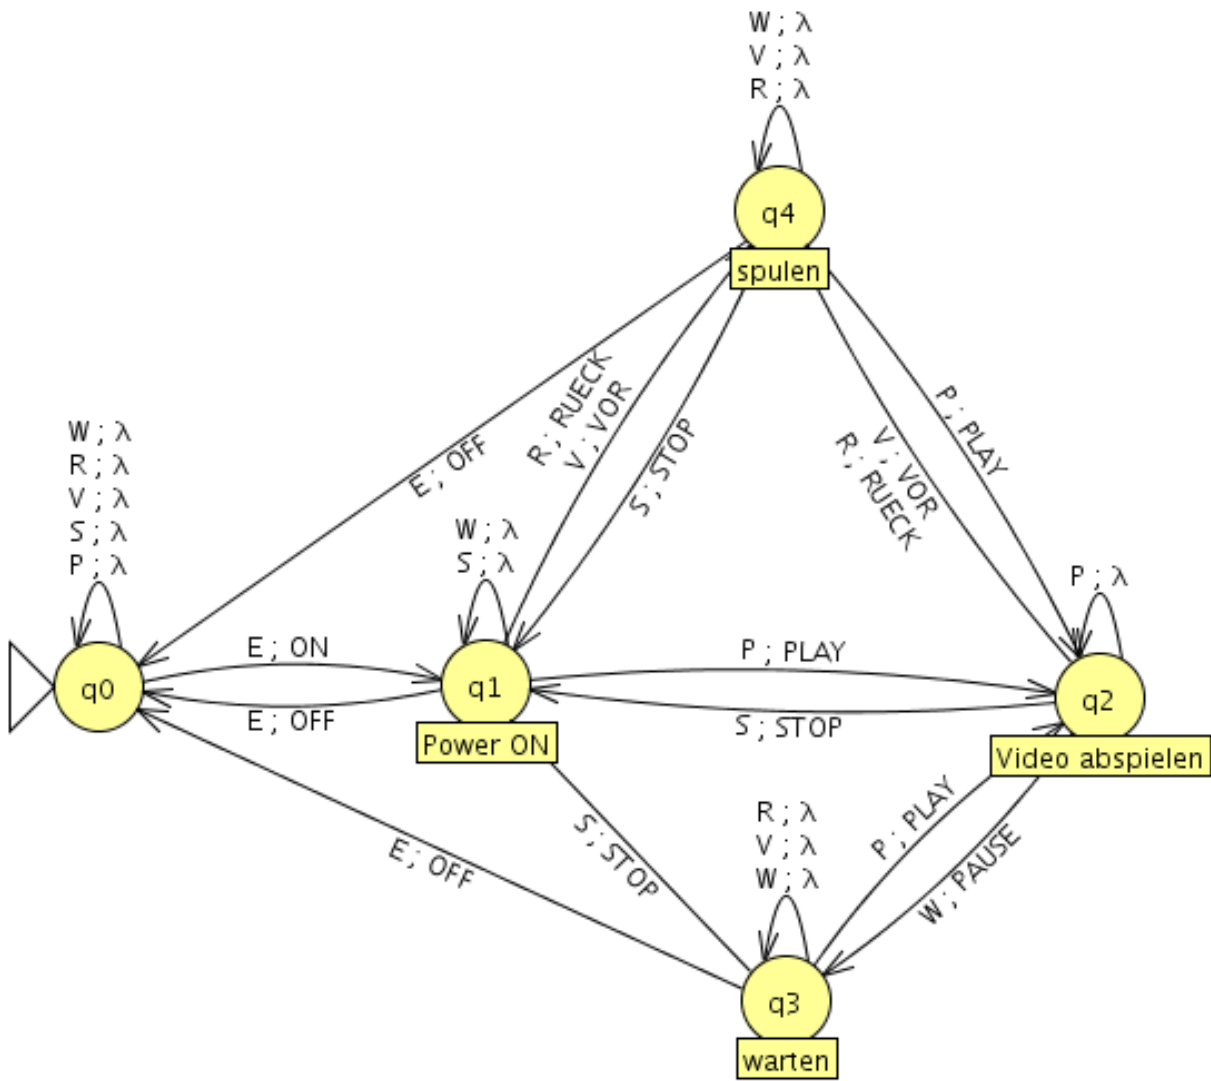 W ; λ
V ; λ
R ; λ
q4
spulen
E ; OFF
R ; RUECK
V ; VOR
S ; STOP
P ; PLAY
V ; VOR
R ; RUECK
W ; λ
R ; λ
V ; λ
S ; λ
P ; λ
W ; λ
S ; λ
P ; λ
q0
E ; ON
E ; OFF
q1
Power ON
P ; PLAY
S ; STOP
q2
Video abspielen
E ; OFF
S ; STOP
R ; λ
V ; λ
W ; λ
P ; PLAY
W ; PAUSE
q3
warten